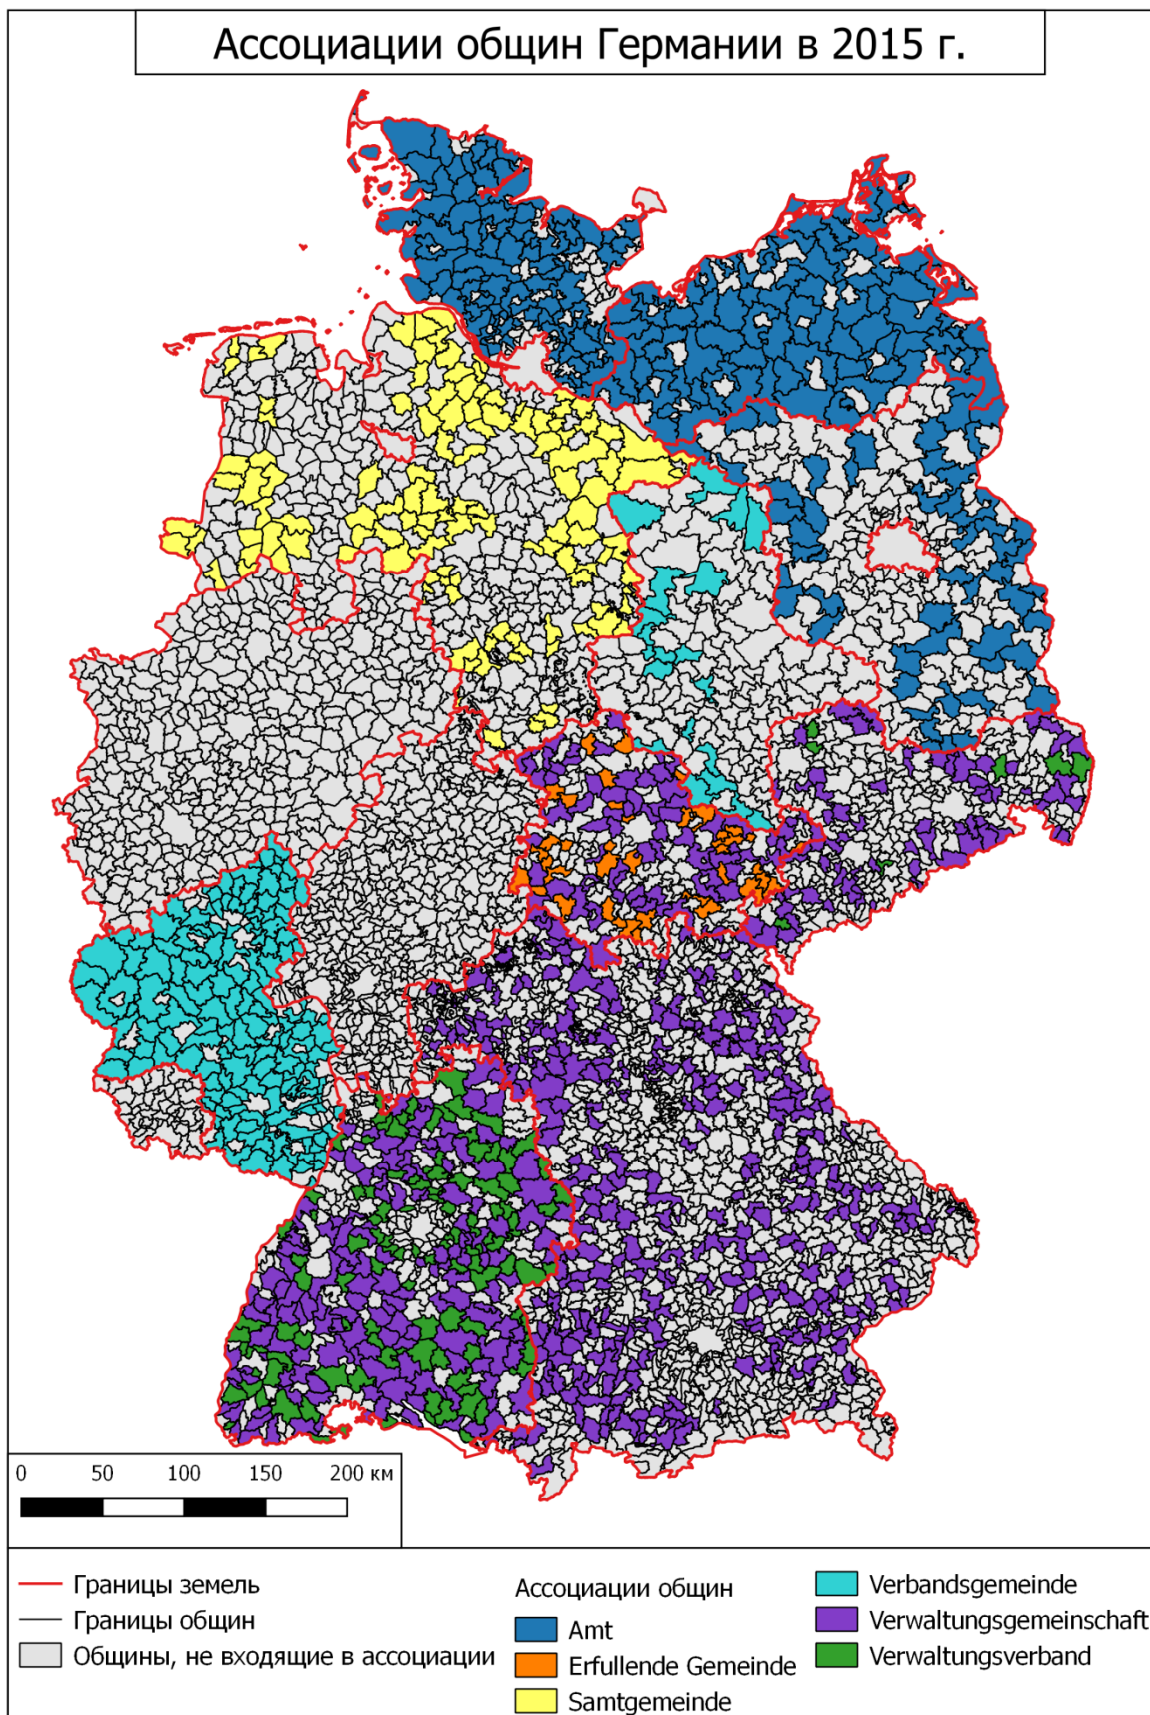 Ассоциации общин Германии в 2015 г.
0 50 100 150 200 км
Границы земель
Границы общин
Общины, не входящие в ассоциации
Ассоциации общин
Amt
Erfullende Gemeinde
Samtgemeinde
Verbandsgemeinde
Verwaltungsgemeinschaft
Verwaltungsverband